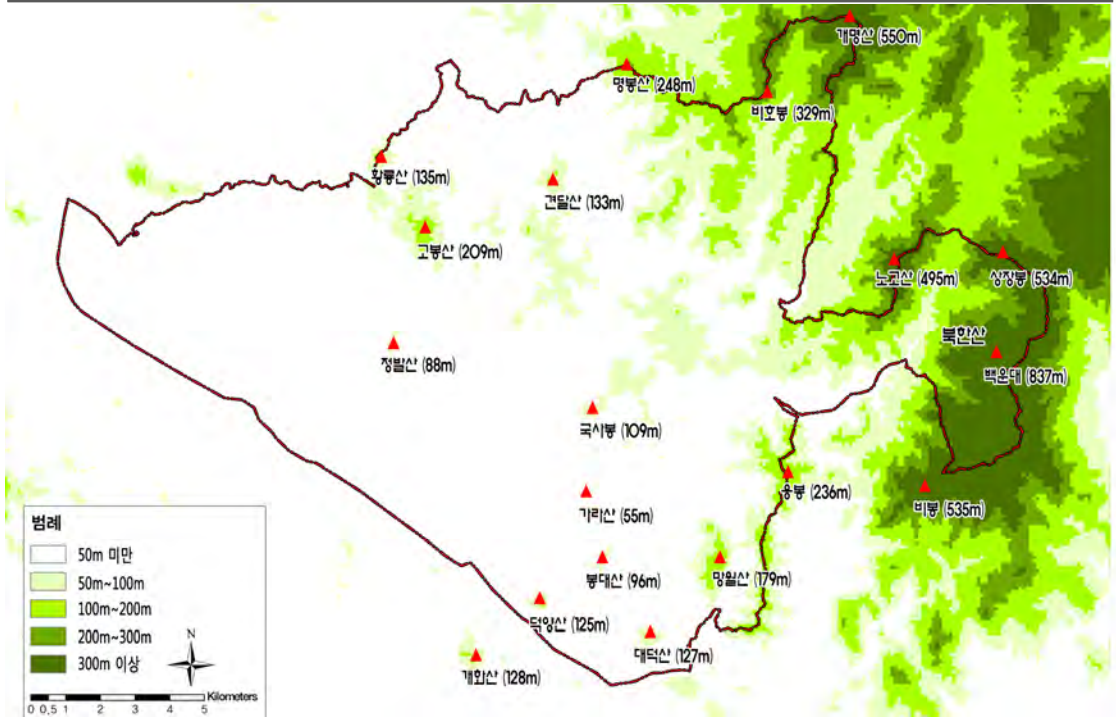 개명산 (550m)
명봉산 (248m)
비호봉 (329m)
황룡산 (135m)
견달산 (133m)
고봉산 (209m)
노고산 (495m)
상장봉 (534m)
북한산
백운대 (837m)
정발산 (88m)
국사봉 (109m)
응봉 (236m)
비봉 (535m)
가라산 (55m)
봉대산 (96m)
망월산 (179m)
덕양산 (125m)
대덕산 (127m)
개화산 (128m)
범례
50m 미만
50m~100m
100m~200m
200m~300m
300m 이상
N
Kilometers
0 0.5 1 2 3 4 5